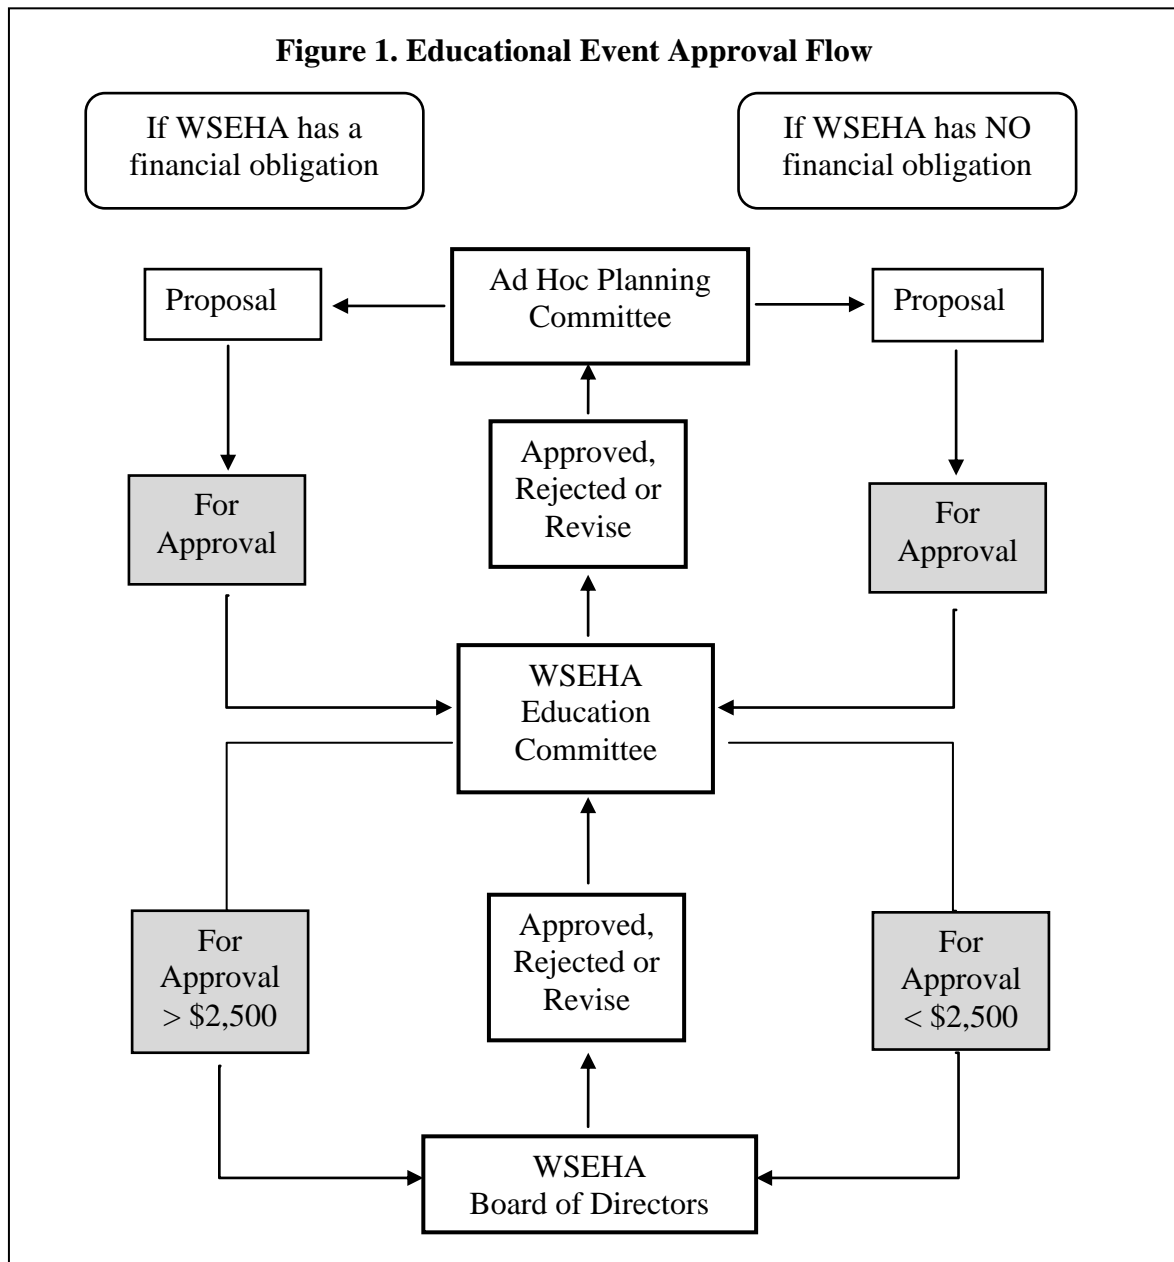 Figure 1. Educational Event Approval Flow
If WSEHA has a
financial obligation
If WSEHA has NO
financial obligation
Proposal
Ad Hoc Planning
Committee
Proposal
For
Approval
Approved,
Rejected or
Revise
For
Approval
WSEHA
Education
Committee
For
Approval
> $2,500
Approved,
Rejected or
Revise
For
Approval
< $2,500
WSEHA
Board of Directors